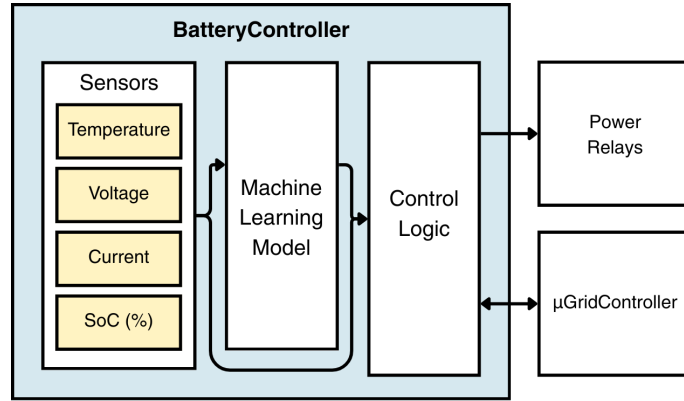 BatteryController
Sensors
Temperature
Voltage
Current
SoC (%)
Machine
Learning
Model
Control
Logic
Power
Relays
μGridController